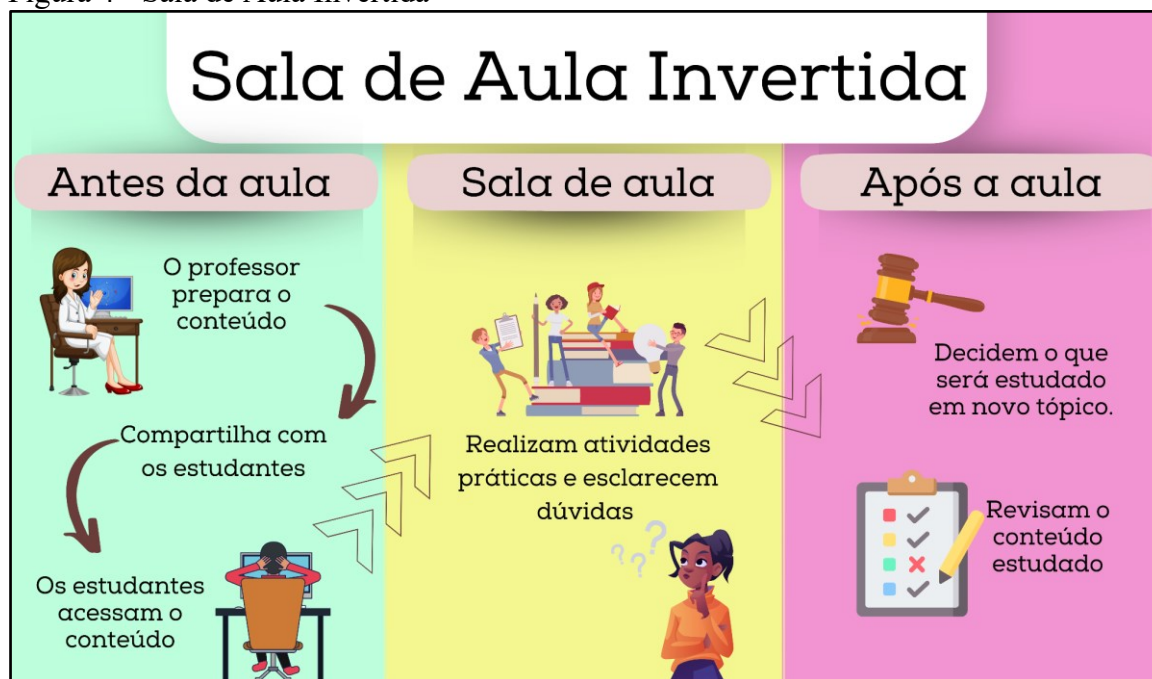 Sala de Aula Invertida
Antes da aula
O professor
prepara o
conteúdo
Compartilha com
os estudantes
Os estudantes
acessam o
conteúdo
Sala de aula
Realizam atividades
práticas e esclarecem
dúvidas
???
Após a aula
Decidem o que
será estudado
em novo tópico.
Revisam o
conteúdo
estudado